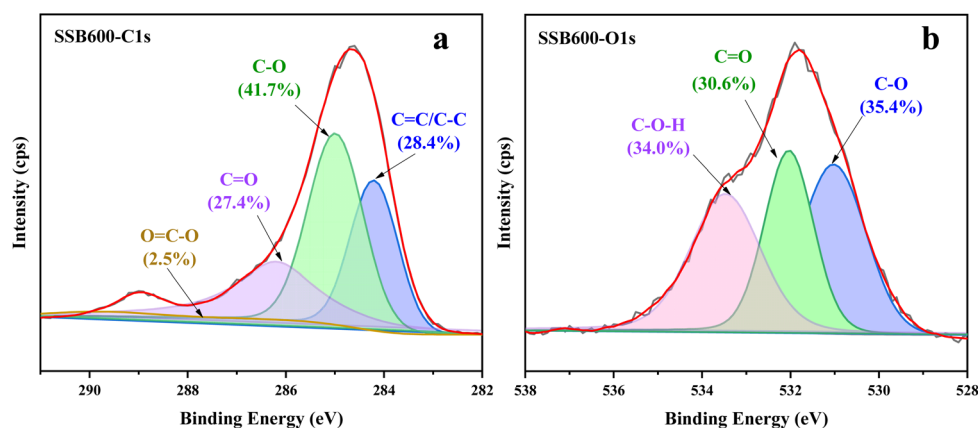 SSB600-C1s
a
C-O
(41.7%)
C=C/C-C
(28.4%)
C=O
(27.4%)
O=C-O
(2.5%)
Intensity (cps)
290
288
286
284
282
Binding Energy (eV)
SSB600-O1s
b
C=O
(30.6%)
C-O
(35.4%)
C-O-H
(34.0%)
Intensity (cps)
538
536
534
532
530
528
Binding Energy (eV)